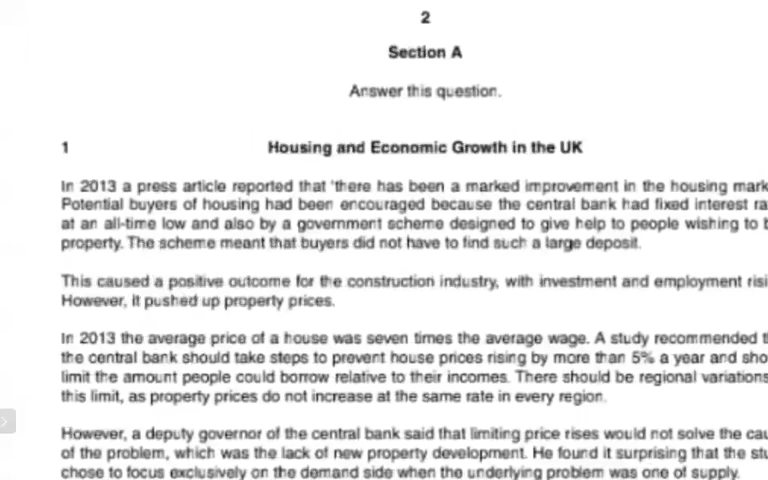 2
Section A
Answer this question.
1 Housing and Economic Growth in the UK
In 2013 a press article reported that 'there has been a marked improvement in the housing mark
Potential buyers of housing had been encouraged because the central bank had fixed interest ra
at an all-time low and also by a government scheme designed to give help to people wishing to b
property. The scheme meant that buyers did not have to find such a large deposit.
This caused a positive outcome for the construction industry, with investment and employment risi
However, it pushed up property prices.
In 2013 the average price of a house was seven times the average wage. A study recommended t
the central bank should take steps to prevent house prices rising by more than 5% a year and sho
limit the amount people could borrow relative to their incomes. There should be regional variations
this limit, as property prices do not increase at the same rate in every region.
However, a deputy governor of the central bank said that limiting price rises would not solve the cau
of the problem, which was the lack of new property development. He found it surprising that the stu
chose to focus exclusively on the demand side when the underlying problem was one of supply.